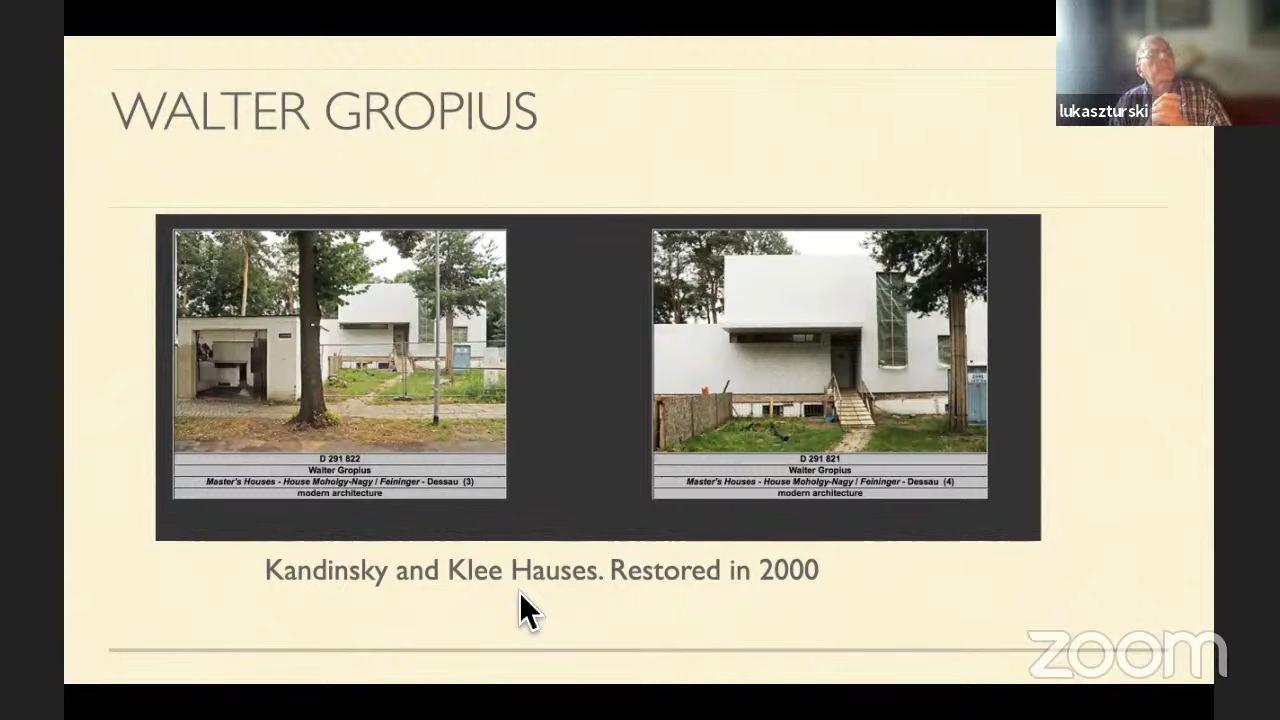 WALTER GROPIUS
lukaszturski
D 291 822
Walter Gropius
Master's Houses - House Moholgy-Nagy / Feininger - Dessau (3)
modern architecture
D 291 821
Walter Gropius
Master's Houses - House Moholgy-Nagy / Feininger - Dessau (4)
modern architecture
Kandinsky and Klee Hauses. Restored in 2000
zoom